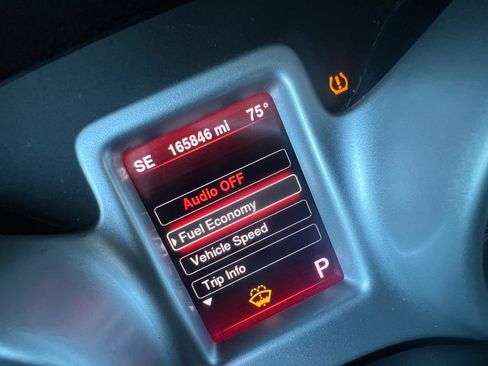 SE 165846 mi 75°
Audio OFF
Fuel Economy
Vehicle Speed
Trip Info
P